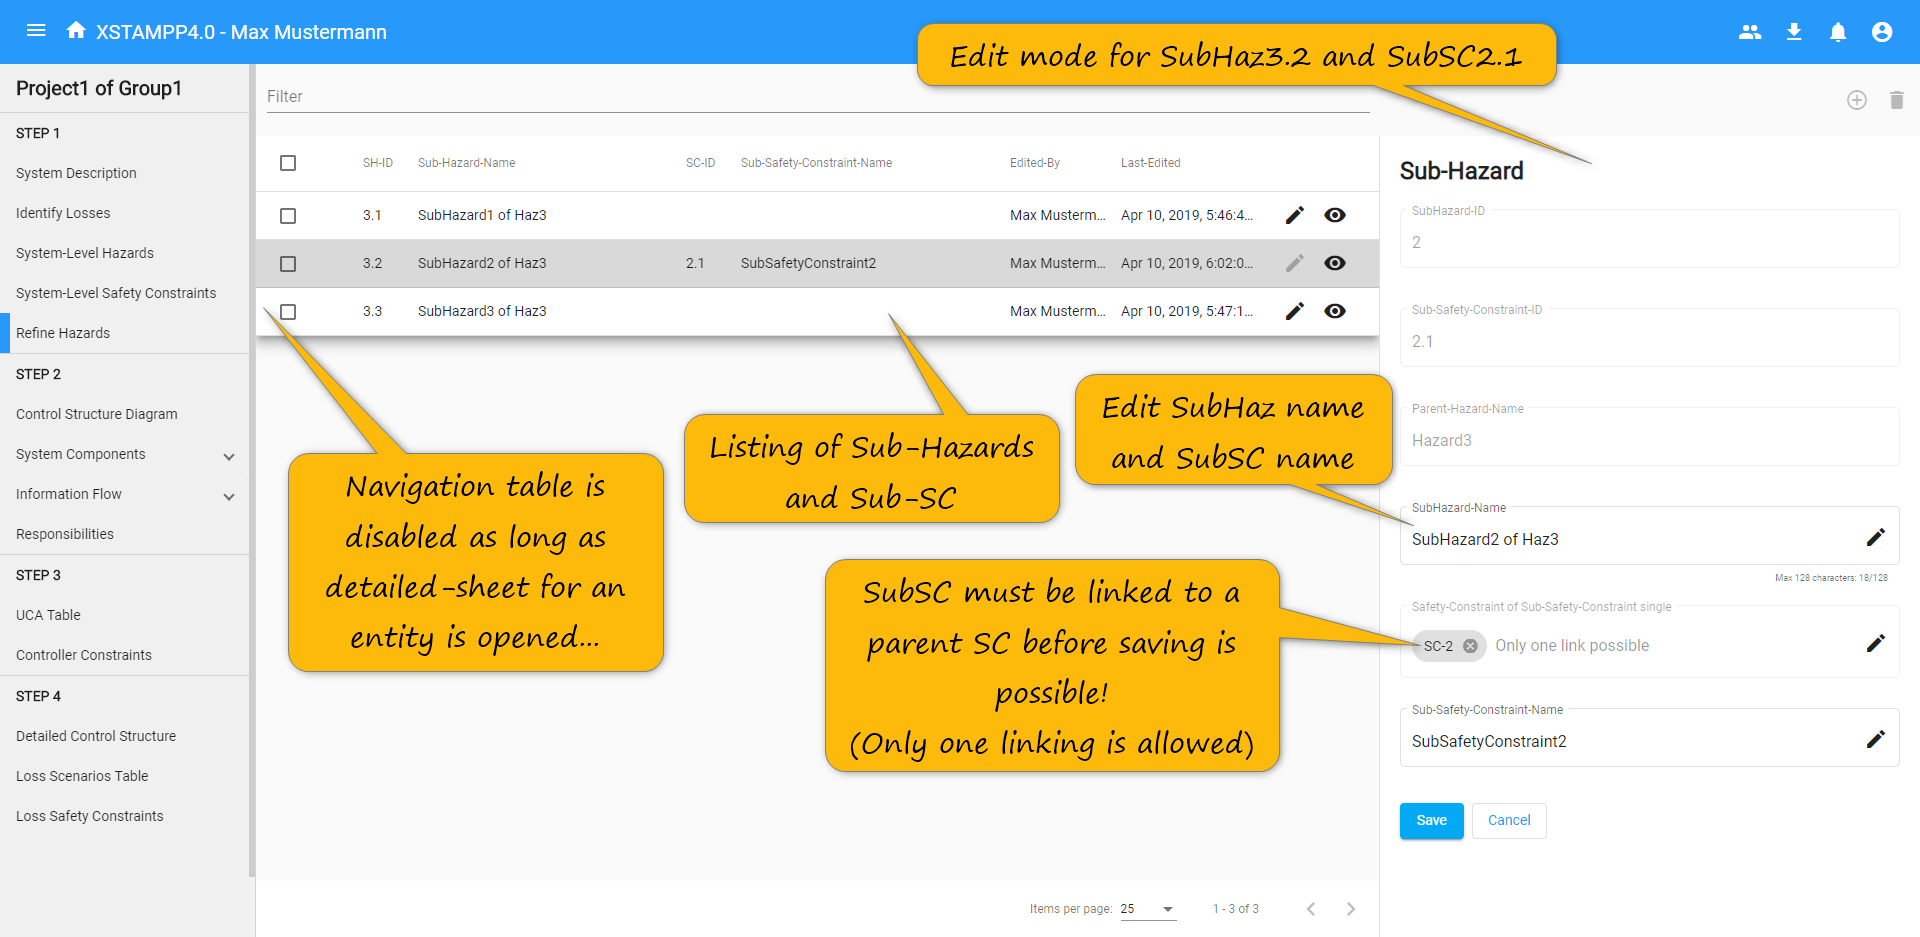 XSTAMPP4.0 - Max Mustermann
Edit mode for SubHaz3.2 and SubSC2.1
Project1 of Group1
STEP 1
System Description
Identify Losses
System-Level Hazards
System-Level Safety Constraints
Refine Hazards
STEP 2
Control Structure Diagram
System Components
Information Flow
Responsibilities
STEP 3
UCA Table
Controller Constraints
STEP 4
Detailed Control Structure
Loss Scenarios Table
Loss Safety Constraints
Filter
SH-ID Sub-Hazard-Name SC-ID Sub-Safety-Constraint-Name Edited-By Last-Edited
3.1 SubHazard1 of Haz3 Max Musterm... Apr 10, 2019, 5:46:4...
3.2 SubHazard2 of Haz3 2.1 SubSafetyConstraint2 Max Musterm... Apr 10, 2019, 6:02:0...
3.3 SubHazard3 of Haz3 Max Musterm... Apr 10, 2019, 5:47:1...
Navigation table is
disabled as long as
detailed-sheet for an
entity is opened...
Listing of Sub-Hazards
and Sub-SC
Edit SubHaz name
and SubSC name
SubSC must be linked to a
parent SC before saving is
possible!
(Only one linking is allowed)
Items per page: 25 1 - 3 of 3
Sub-Hazard
SubHazard-ID
2
Sub-Safety-Constraint-ID
2.1
Parent-Hazard-Name
Hazard3
SubHazard-Name
SubHazard2 of Haz3
Max 128 characters: 18/128
Safety-Constraint of Sub-Safety-Constraint single
SC-2 Only one link possible
Sub-Safety-Constraint-Name
SubSafetyConstraint2
Save Cancel